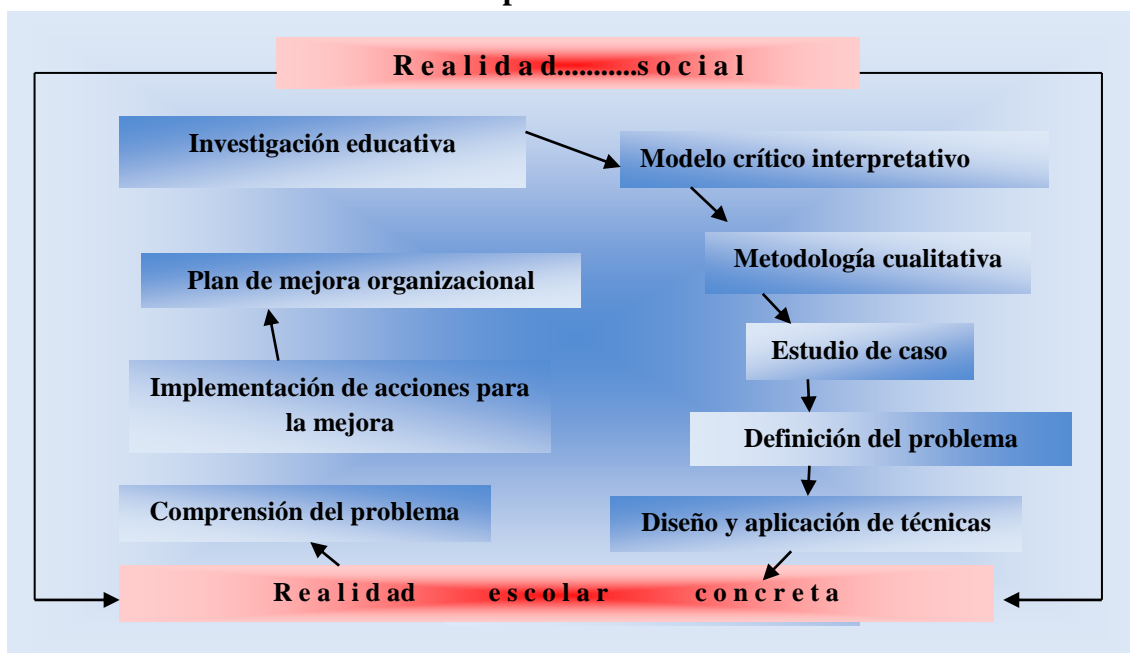 R e a l i d a d...........s o c i a l
Investigación educativa
Modelo crítico interpretativo
Metodología cualitativa
Plan de mejora organizacional
Estudio de caso
Implementación de acciones para
la mejora
Definición del problema
Comprensión del problema
Diseño y aplicación de técnicas
R e a l i d ad e s c o l a r c o n c r e t a